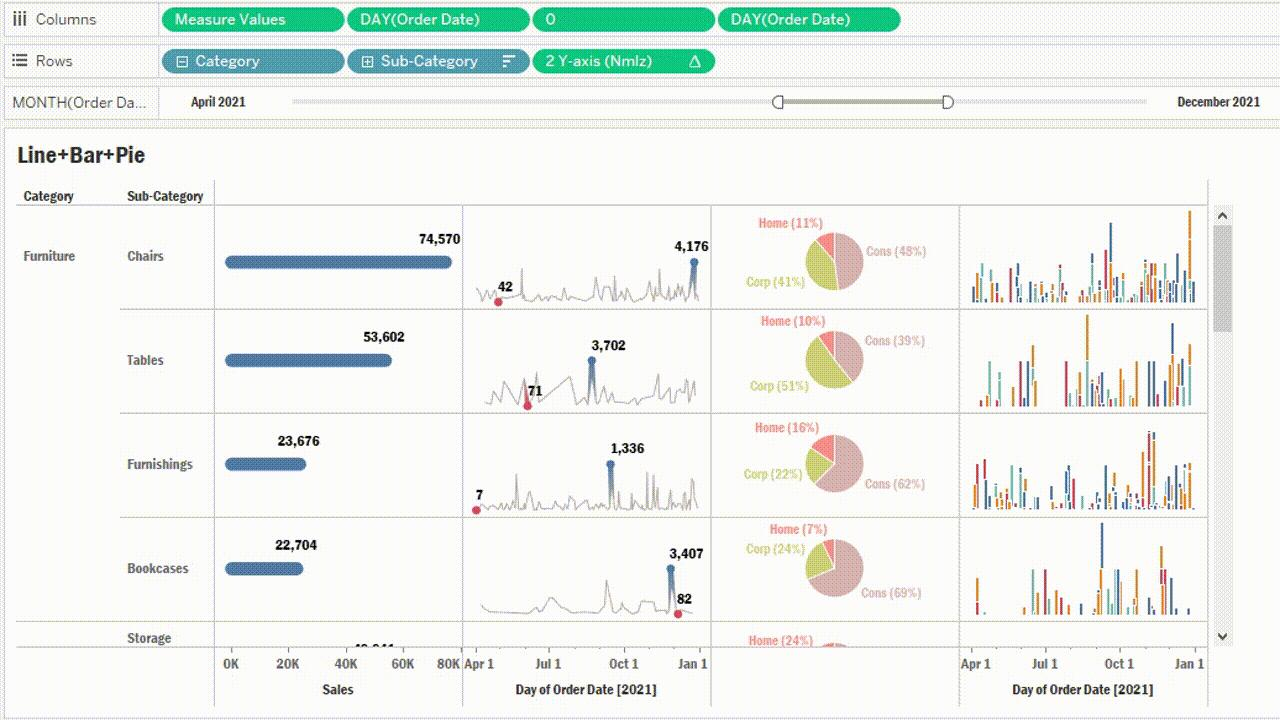 Columns Measure Values DAY(Order Date) 0 DAY(Order Date)
Rows Category Sub-Category 2 Y-axis (Nmlz) Δ
MONTH(Order Da... April 2021 December 2021
Line+Bar+Pie
Category Sub-Category
Furniture Chairs 74,570 42 4,176 Home (11%) Cons (48%) Corp (41%)
Tables 53,602 71 3,702 Home (10%) Cons (39%) Corp (51%)
Furnishings 23,676 7 1,336 Home (16%) Corp (22%) Cons (62%)
Bookcases 22,704 3,407 82 Home (7%) Corp (24%) Cons (69%)
Storage Home (24%)
0K 20K 40K 60K 80K Apr 1 Jul 1 Oct 1 Jan 1 Apr 1 Jul 1 Oct 1 Jan 1
Sales Day of Order Date [2021] Day of Order Date [2021]